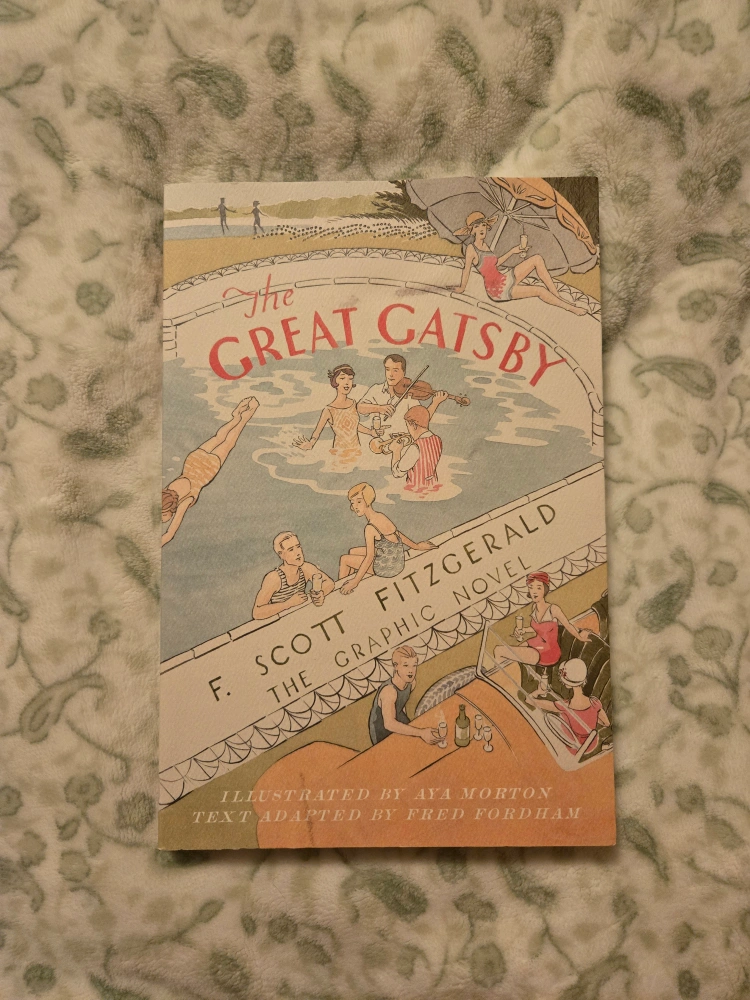 The
GREAT GATSBY
F. SCOTT FITZGERALD
THE GRAPHIC NOVEL
ILLUSTRATED BY AYA MORTON
TEXT ADAPTED BY FRED FORDHAM